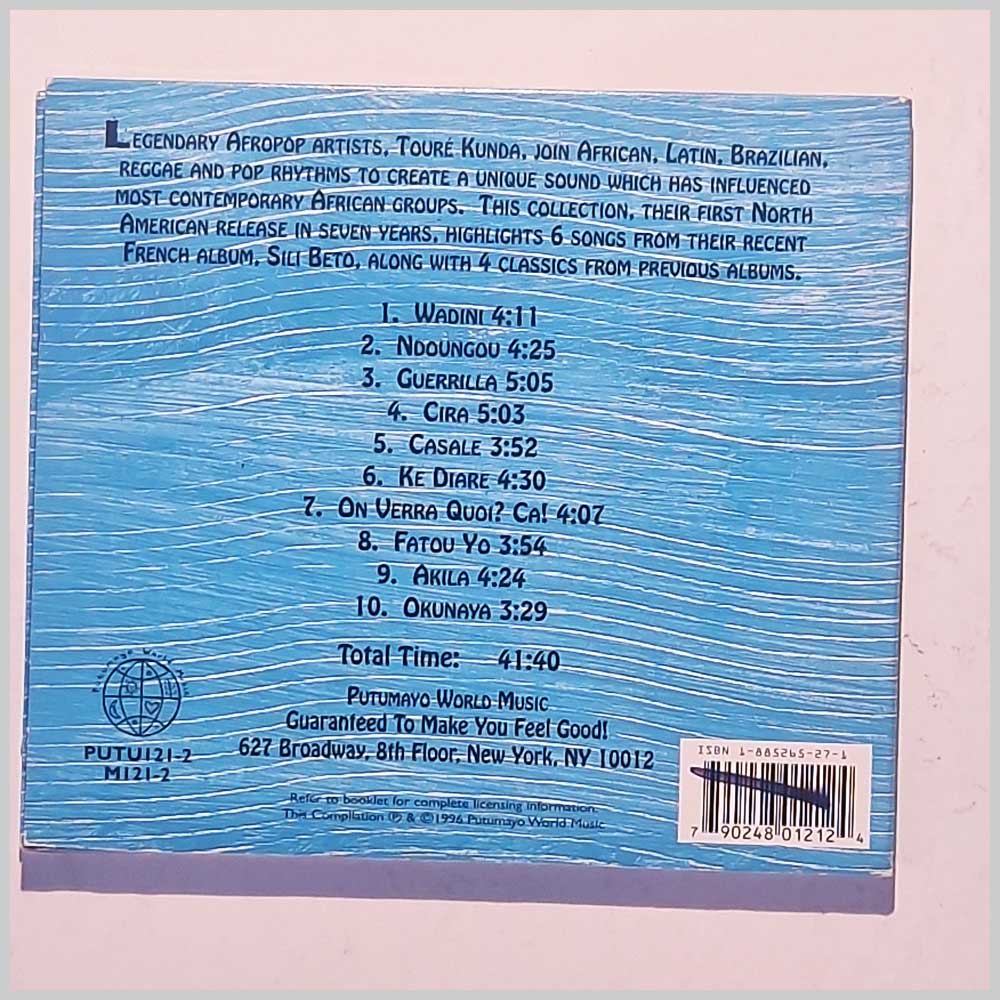 Legendary Afropop artists, Touré Kunda, join African, Latin, Brazilian,
reggae and pop rhythms to create a unique sound which has influenced
most contemporary African groups. This collection, their first North
American release in seven years, highlights 6 songs from their recent
French album, Sili Beto, along with 4 classics from previous albums.
1. Wadini 4:11
2. Ndoungou 4:25
3. Guerrilla 5:05
4. Cira 5:03
5. Casale 3:52
6. Ke Diare 4:30
7. On Verra Quoi? Ca! 4:07
8. Fatou Yo 3:54
9. Akila 4:24
10. Okunaya 3:29
Total Time: 41:40
Putumayo World Music
PUTU121-2
M121-2
Putumayo World Music
Guaranteed To Make You Feel Good!
627 Broadway, 8th Floor, New York, NY 10012
Refer to booklet for complete licensing information.
This Compilation ℗ & ©1996 Putumayo World Music
ISBN 1-885265-27-1
7 90248 01212 4